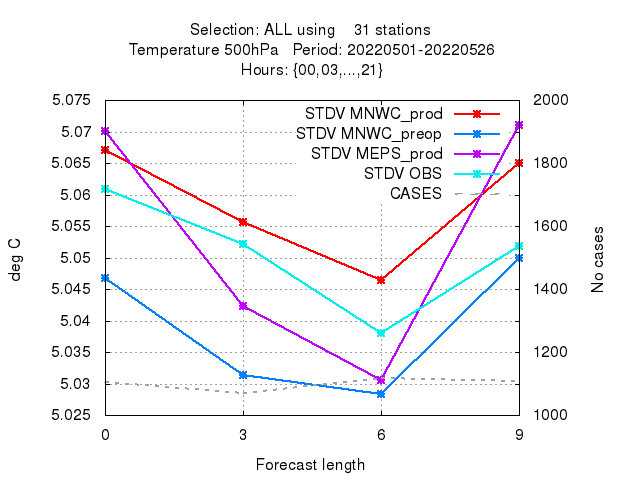 Selection: ALL using    31 stations
Temperature 500hPa   Period: 20220501-20220526
Hours: {00,03,...,21}
5.075
5.07
5.065
5.06
5.055
5.05
5.045
5.04
5.035
5.03
5.025
deg C
STDV MNWC_prod
STDV MNWC_preop
STDV MEPS_prod
STDV OBS
CASES
2000
1800
1600
1400
1200
1000
No cases
0 3 6 9
Forecast length